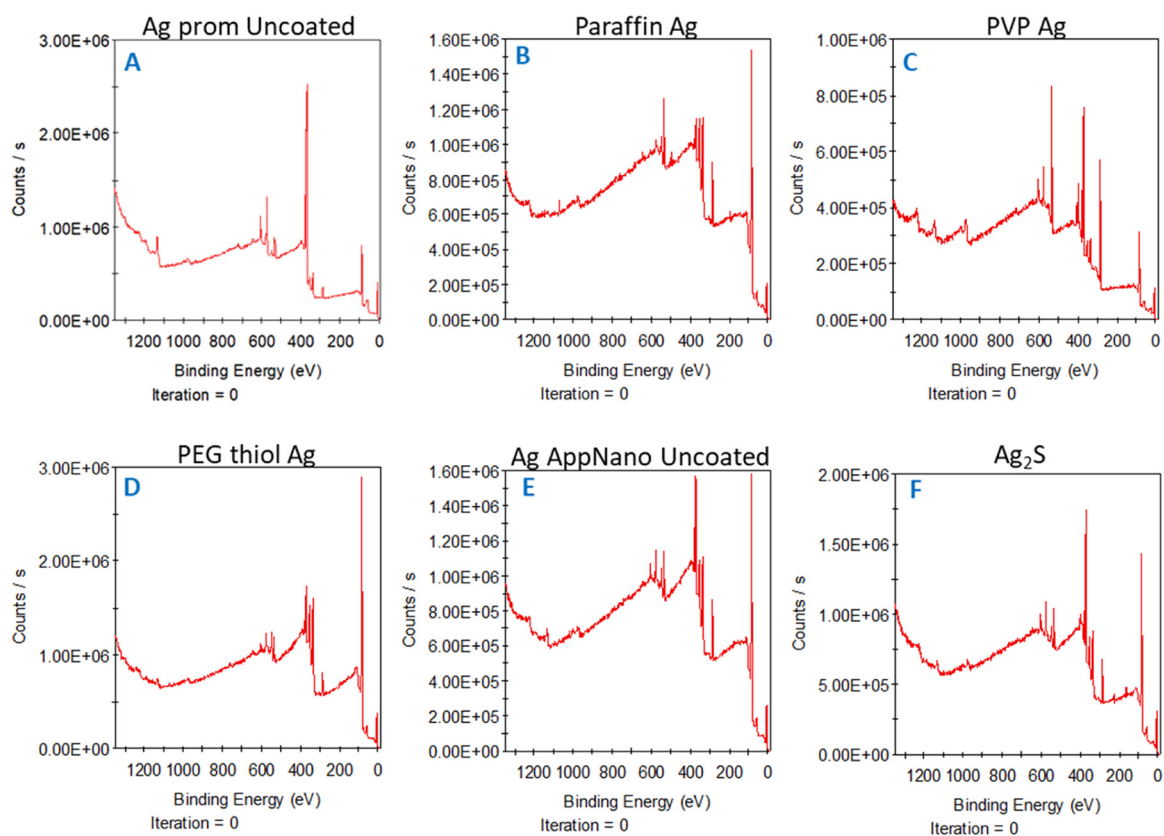 Ag prom Uncoated
A
3.00E+06
2.00E+06
1.00E+06
0.00E+00
Counts / s
1200 1000 800 600 400 200 0
Binding Energy (eV)
Iteration = 0
Paraffin Ag
B
1.60E+06
1.40E+06
1.20E+06
1.00E+06
8.00E+05
6.00E+05
4.00E+05
2.00E+05
0.00E+00
Counts / s
1200 1000 800 600 400 200 0
Binding Energy (eV)
Iteration = 0
PVP Ag
C
1.00E+06
8.00E+05
6.00E+05
4.00E+05
2.00E+05
0.00E+00
Counts / s
1200 1000 800 600 400 200 0
Binding Energy (eV)
Iteration = 0
PEG thiol Ag
D
3.00E+06
2.00E+06
1.00E+06
0.00E+00
Counts / s
1200 1000 800 600 400 200 0
Binding Energy (eV)
Iteration = 0
Ag AppNano Uncoated
E
1.60E+06
1.40E+06
1.20E+06
1.00E+06
8.00E+05
6.00E+05
4.00E+05
2.00E+05
0.00E+00
Counts / s
1200 1000 800 600 400 200 0
Binding Energy (eV)
Iteration = 0
Ag₂S
F
2.00E+06
1.50E+06
1.00E+06
5.00E+05
0.00E+00
Counts / s
1200 1000 800 600 400 200 0
Binding Energy (eV)
Iteration = 0